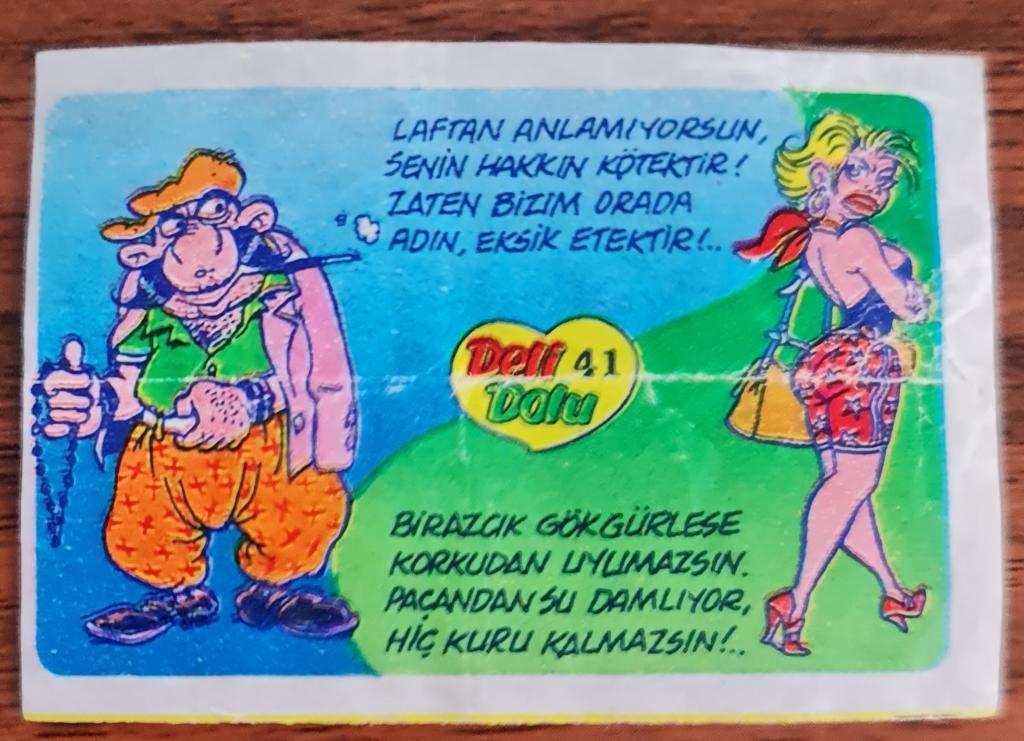 LAFTAN ANLAMIYORSUN,
SENİN HAKKIN KÖTEKTİR!
ZATEN BİZİM ORADA
ADIN, EKSİK ETEKTİR!..
Deli 41
Dolu
BİRAZCIK GÖKGÜRLESE
KORKUDAN UYUMAZSIN.
PAÇANDAN SU DAMLIYOR,
HİÇ KURU KALMAZSIN!..